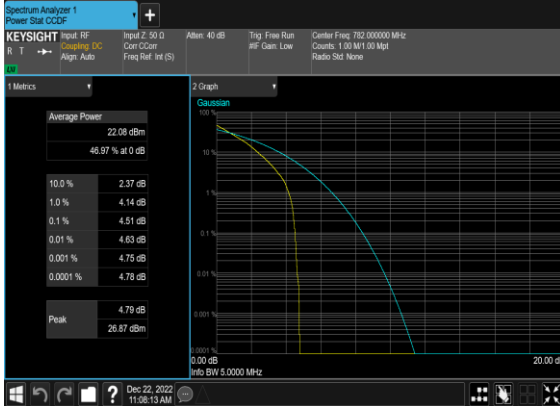 Spectrum Analyzer 1
Power Stat CCDF
+
KEYSIGHT
R T
LW
Input: RF
Coupling: DC
Align: Auto
Input Z: 50 Ω
Corr CCorr
Freq Ref: Int (S)
Atten: 40 dB
Trig: Free Run
#IF Gain: Low
Center Freq: 782.000000 MHz
Counts: 1.00 M/1.00 Mpt
Radio Std: None
1 Metrics
Average Power
22.08 dBm
46.97 % at 0 dB
10.0 % 2.37 dB
1.0 % 4.14 dB
0.1 % 4.51 dB
0.01 % 4.63 dB
0.001 % 4.75 dB
0.0001 % 4.78 dB
Peak
4.79 dB
26.87 dBm
2 Graph
Gaussian
100 %
10 %
1 %
0.1 %
0.01 %
0.001 %
0.0001 %
0.00 dB
20.00 d
Info BW 5.0000 MHz
?
Dec 22, 2022
11:08:13 AM